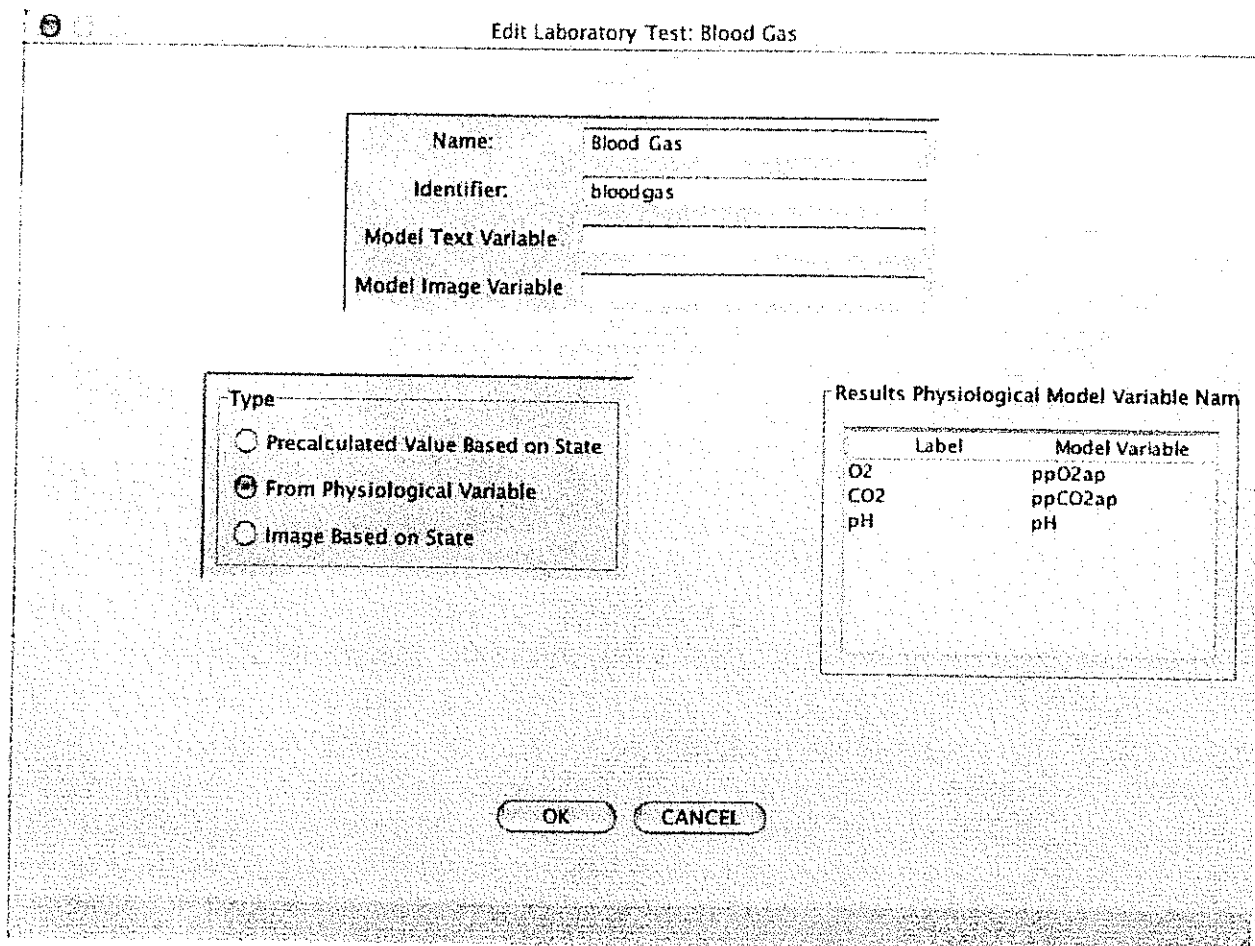 Edit Laboratory Test: Blood Gas
Name: Blood Gas
Identifier: bloodgas
Model Text Variable
Model Image Variable
Type
Precalculated Value Based on State
From Physiological Variable
Image Based on State
Results Physiological Model Variable Nam
Label Model Variable
O2 ppO2ap
CO2 ppCO2ap
pH pH
OK CANCEL